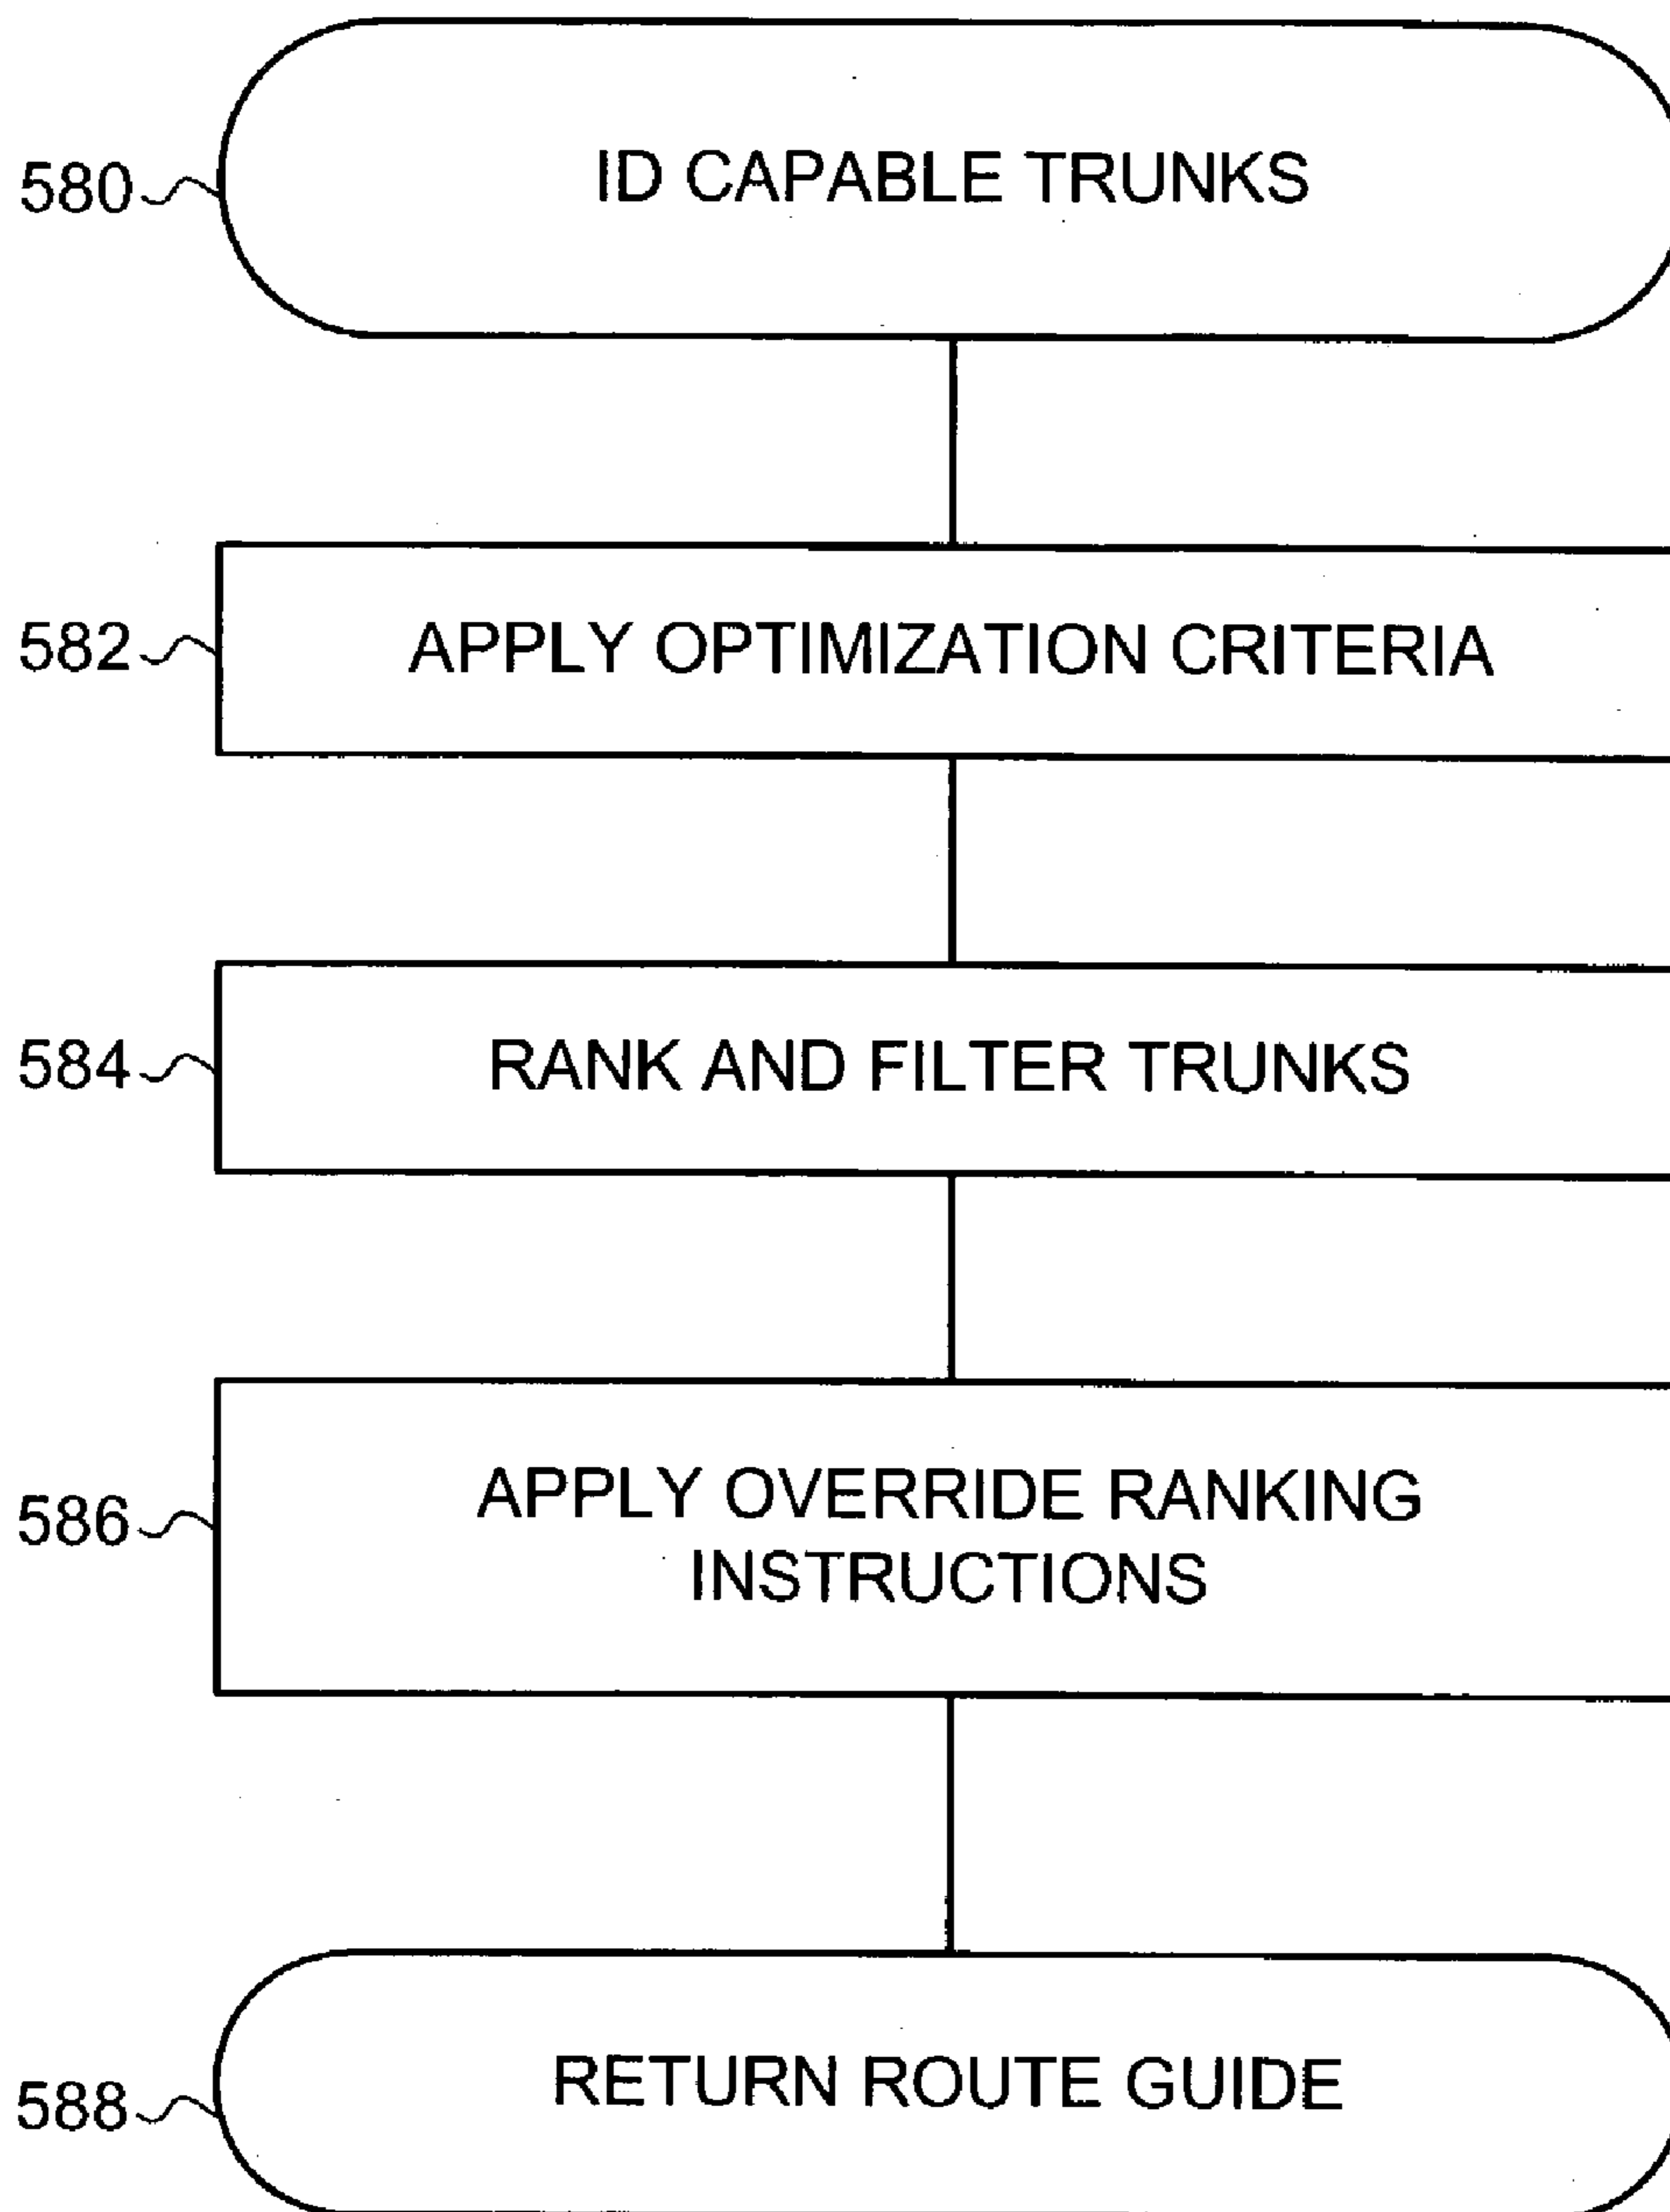 580
ID CAPABLE TRUNKS
582
APPLY OPTIMIZATION CRITERIA
584
RANK AND FILTER TRUNKS
586
APPLY OVERRIDE RANKING
INSTRUCTIONS
588
RETURN ROUTE GUIDE